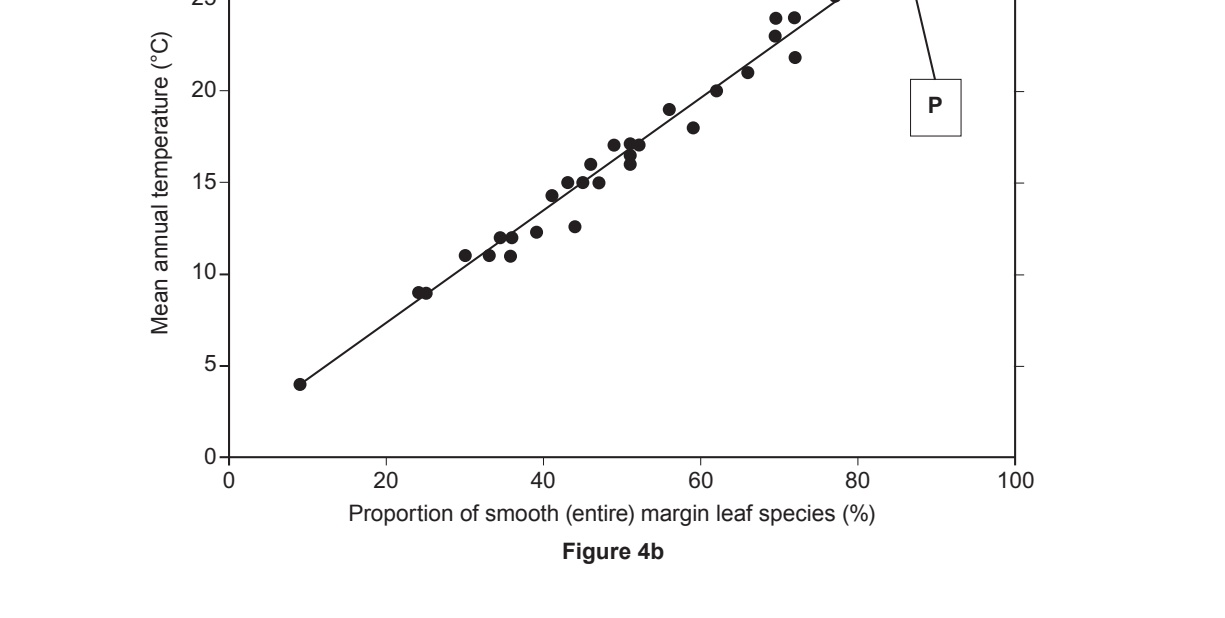 25
Mean annual temperature (°C)
20
P
15
10
5
0
0 20 40 60 80 100
Proportion of smooth (entire) margin leaf species (%)
Figure 4b